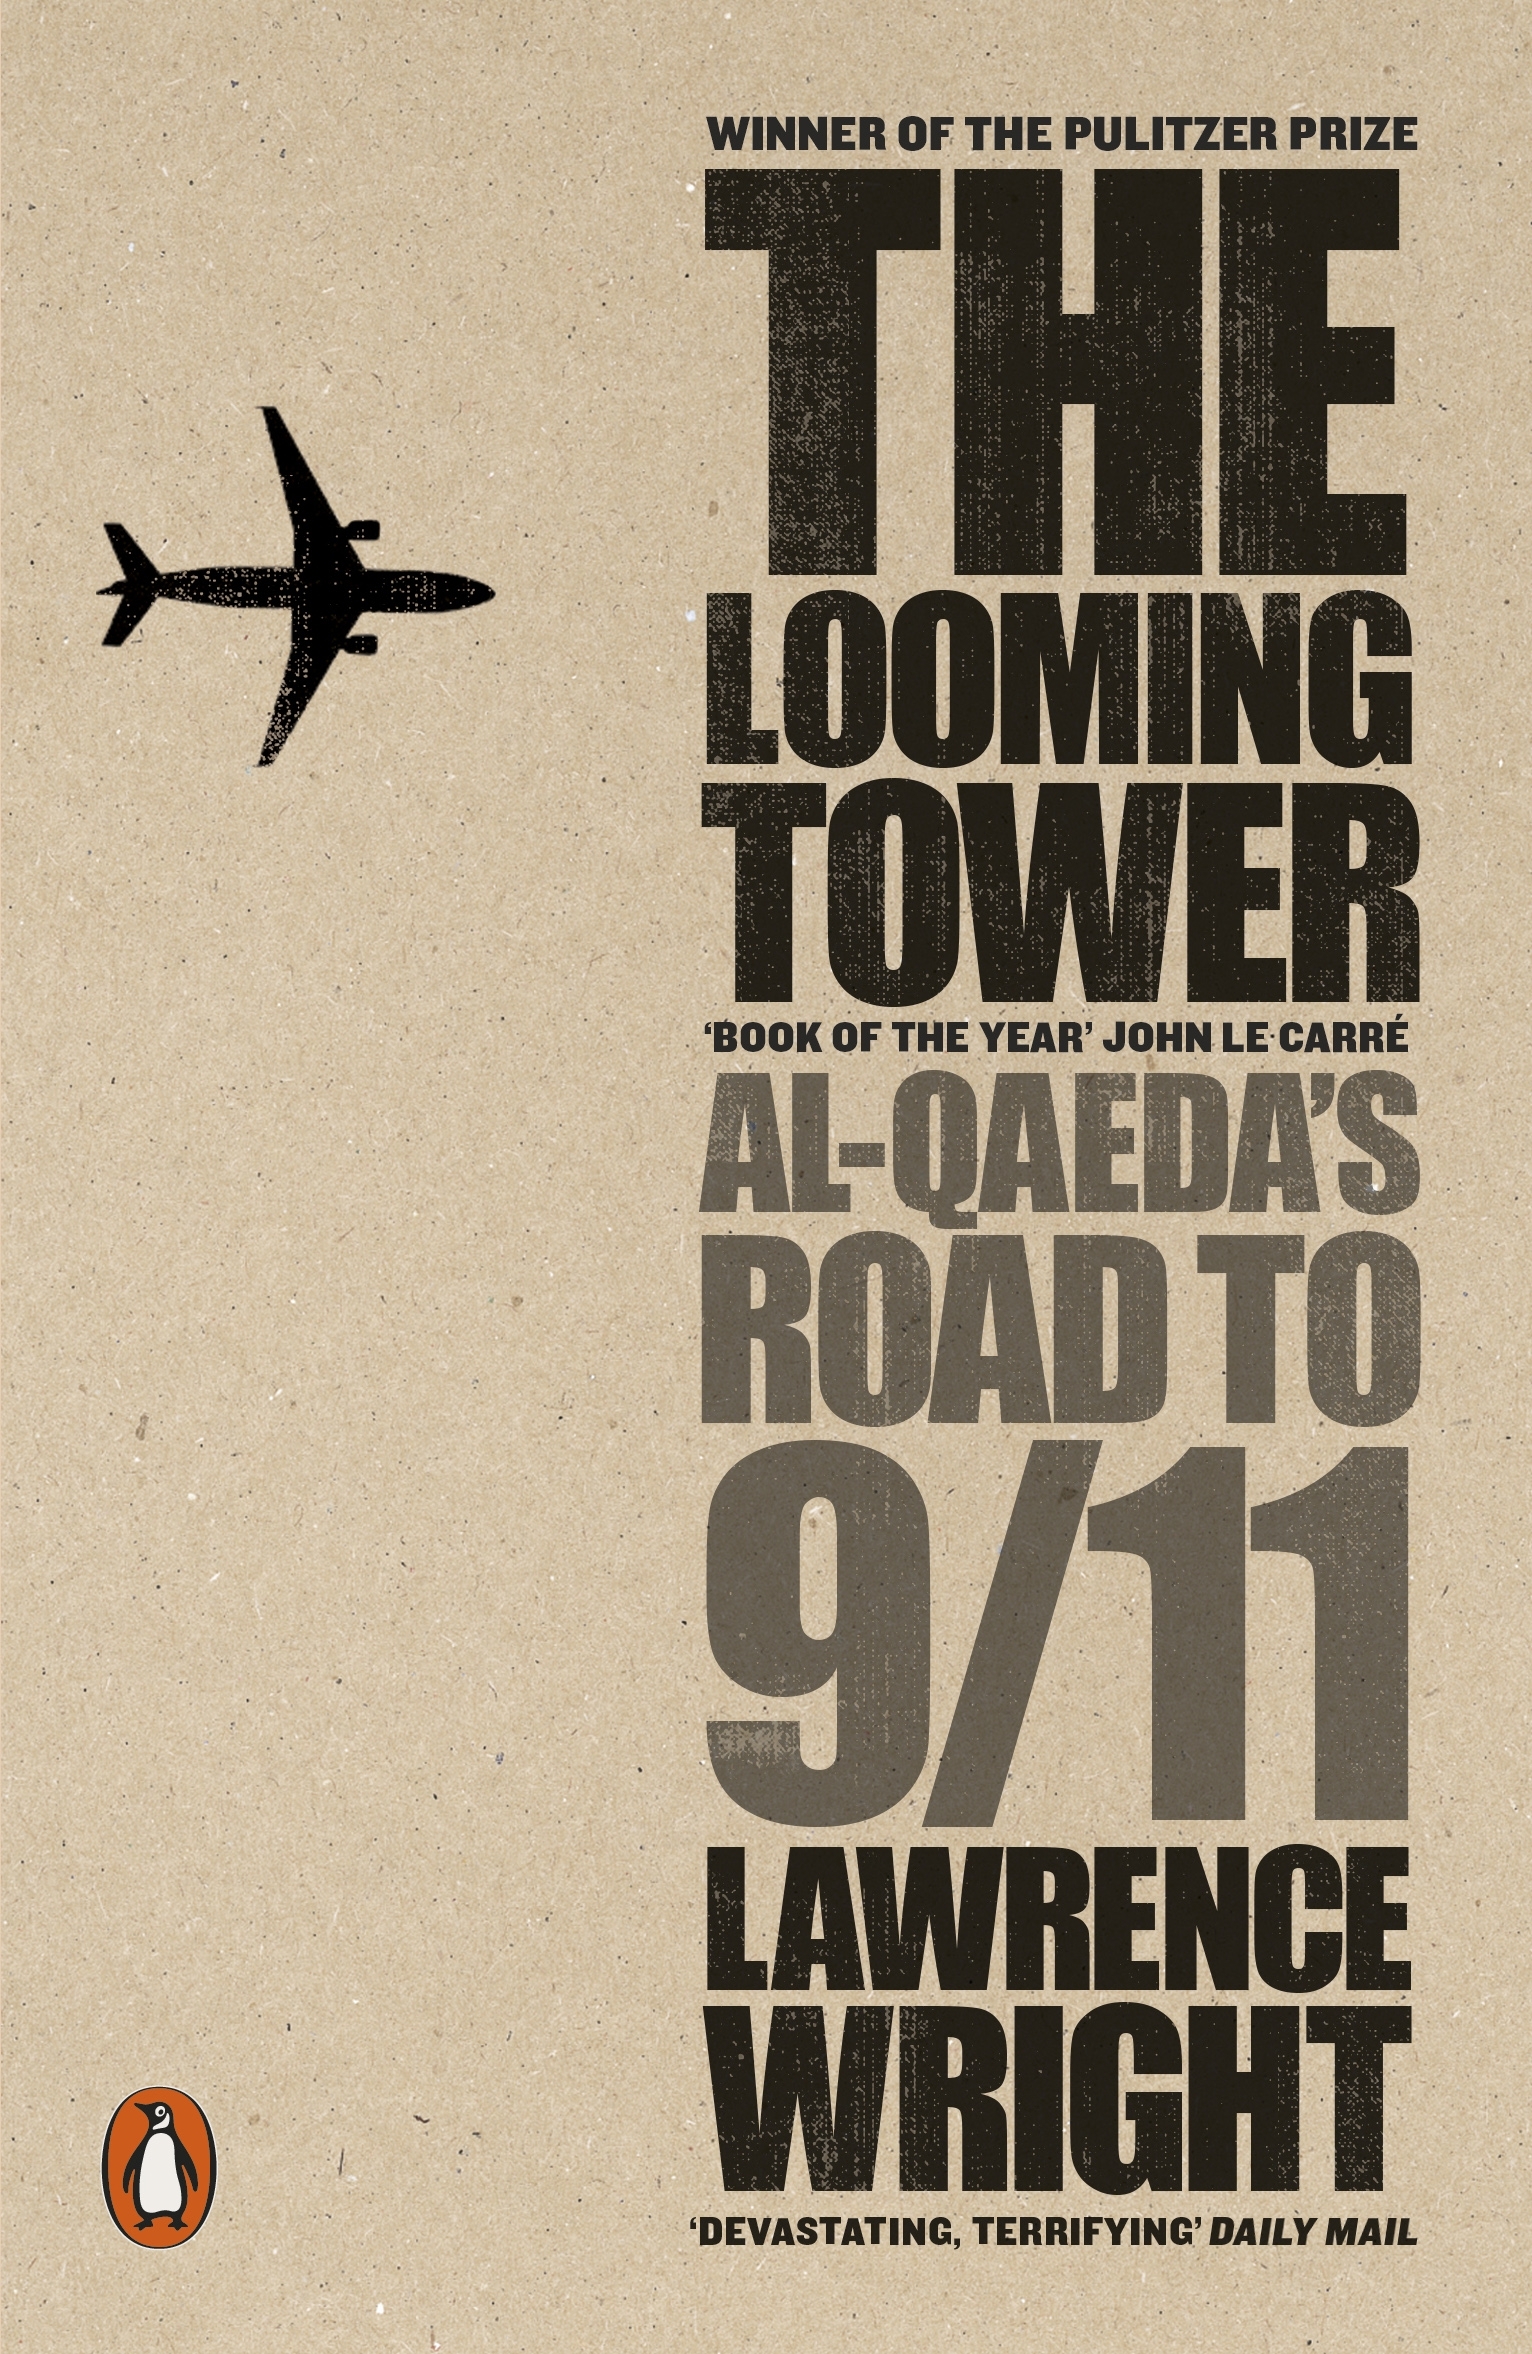 WINNER OF THE PULITZER PRIZE
THE
LOOMING
TOWER
‘BOOK OF THE YEAR’ JOHN LE CARRÉ
AL-QAEDA’S
ROAD TO
9/11
LAWRENCE
WRIGHT
‘DEVASTATING, TERRIFYING’ DAILY MAIL